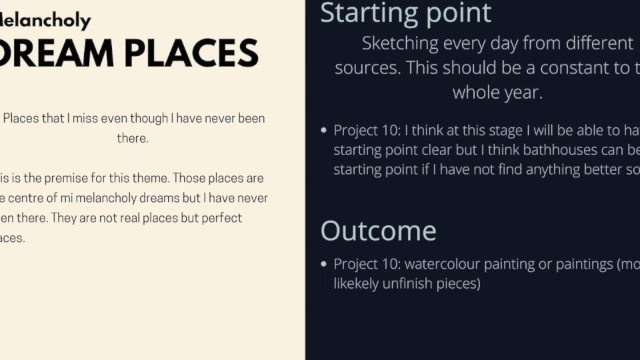 Melancholy
DREAM PLACES
Places that I miss even though I have never been
there.
is is the premise for this theme. Those places are
e centre of mi melancholy dreams but I have never
en there. They are not real places but perfect
aces.
Starting point
Sketching every day from different
sources. This should be a constant to t
whole year.
• Project 10: I think at this stage I will be able to ha
starting point clear but I think bathhouses can be
starting point if I have not find anything better so
Outcome
• Project 10: watercolour painting or paintings (mo
likekely unfinish pieces)